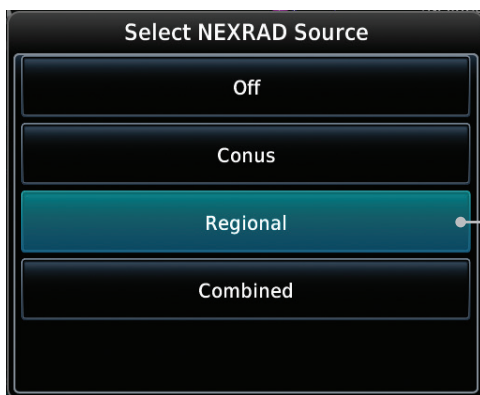 Select NEXRAD Source
Off
Conus
Regional
Combined